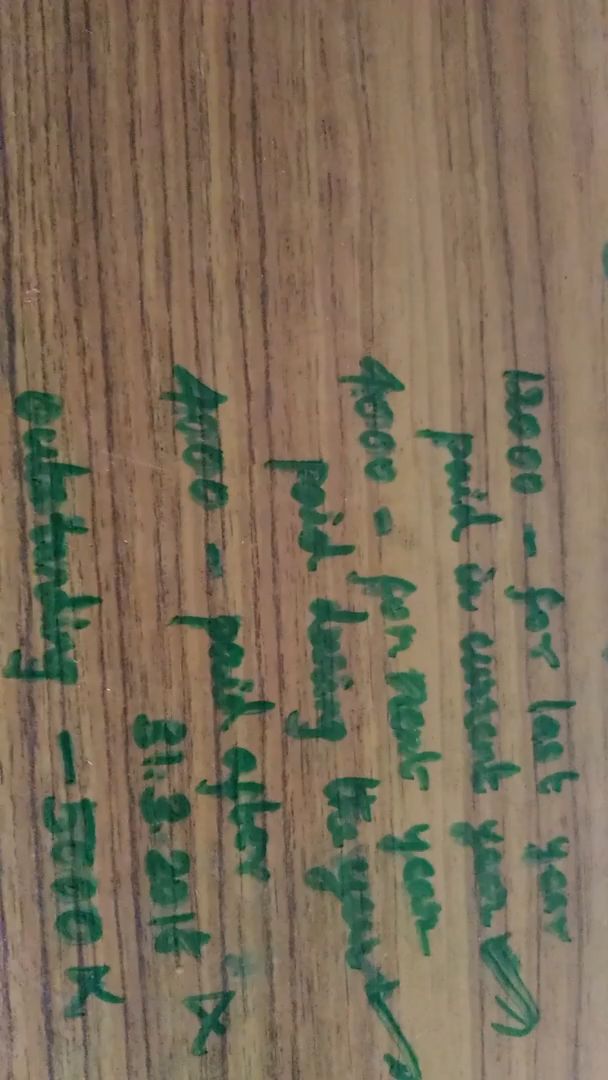 12000 - for last year
paid in current year
4000 - for next year
paid during the year
4000 - paid after
31.3.2018 X
outstanding - 5000 X